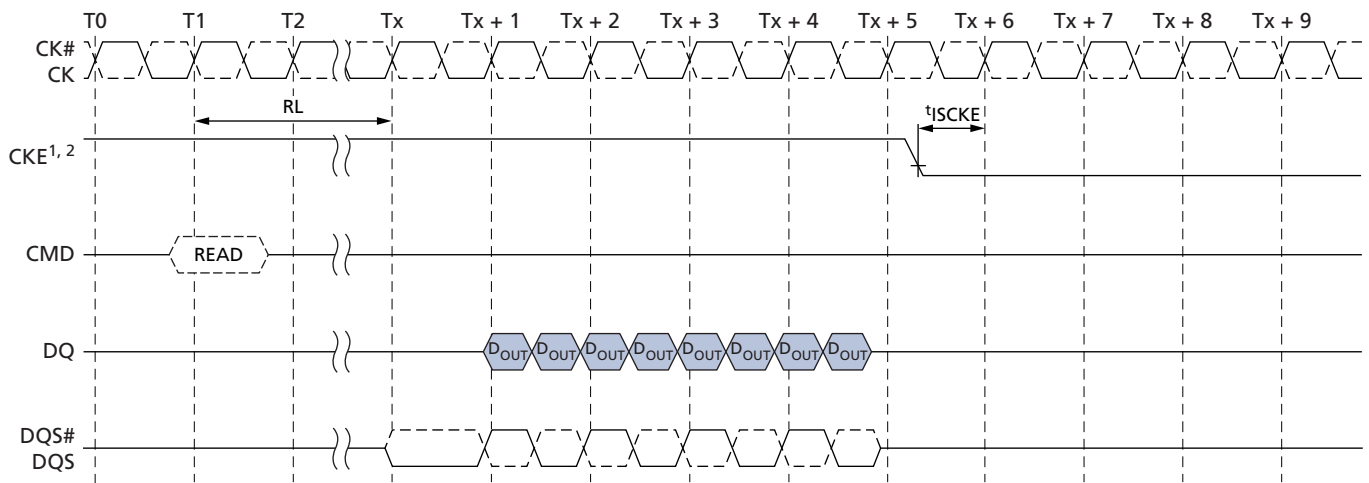 T0 T1 T2 Tx Tx + 1 Tx + 2 Tx + 3 Tx + 4 Tx + 5 Tx + 6 Tx + 7 Tx + 8 Tx + 9
CK#
CK
RL
tISCKE
CKE1, 2
CMD
READ
DQ
DOUT DOUT DOUT DOUT DOUT DOUT DOUT DOUT
DQS#
DQS